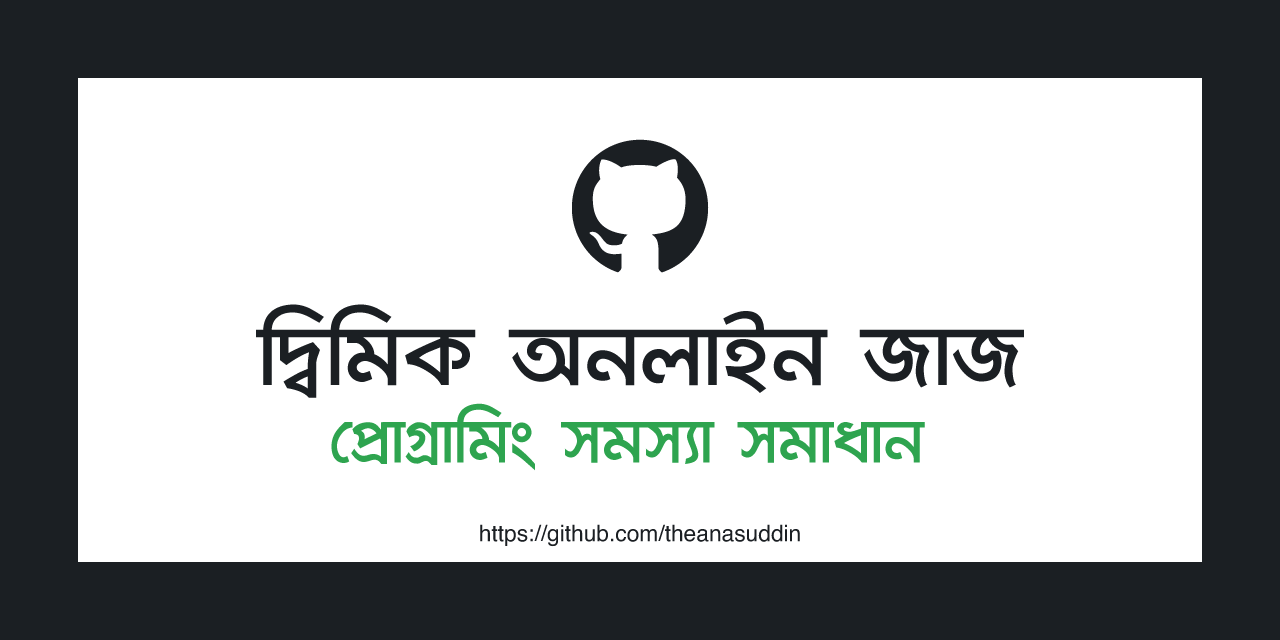 দ্বিমিক অনলাইন জাজ
প্রোগ্রামিং সমস্যা সমাধান
https://github.com/theanasuddin